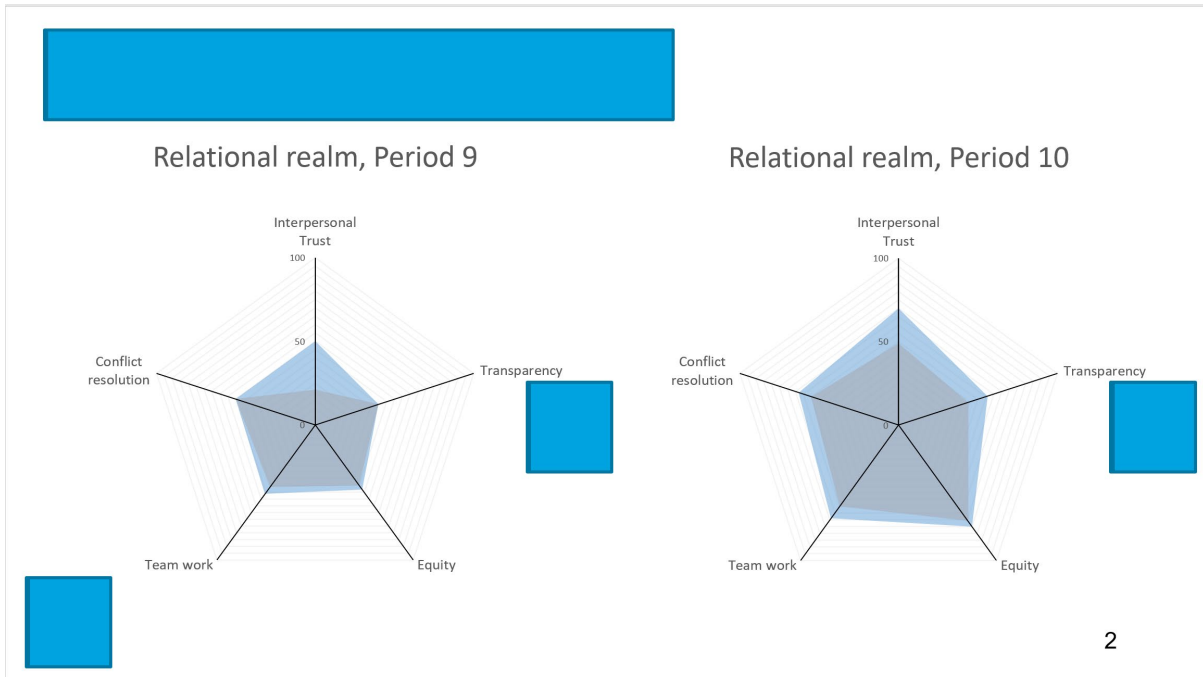 Relational realm, Period 9
Interpersonal
Trust
100
50
0
Conflict
resolution
Transparency
Team work
Equity
Relational realm, Period 10
Interpersonal
Trust
100
50
0
Conflict
resolution
Transparency
Team work
Equity
2